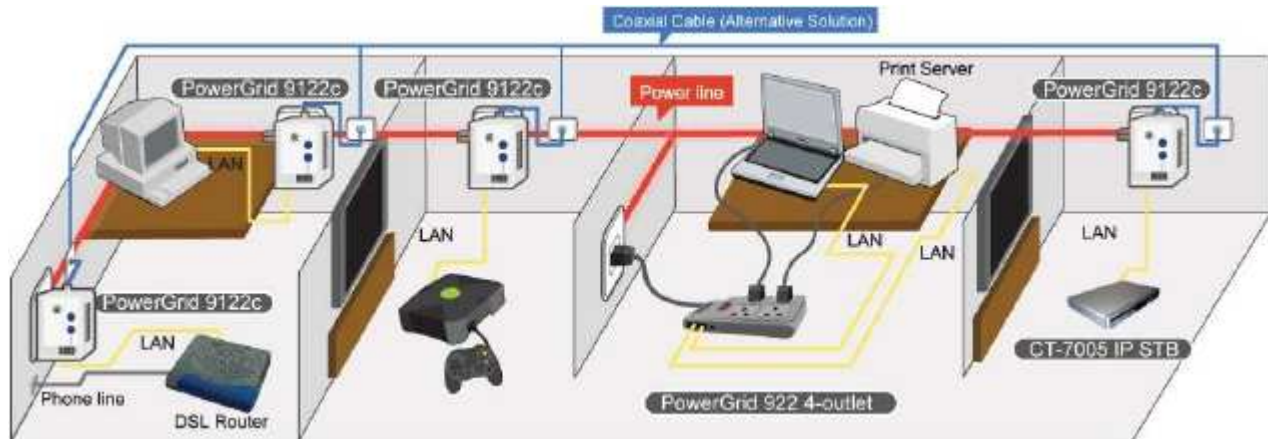 Coaxial Cable (Alternative Solution)
PowerGrid 9122c
PowerGrid 9122c
Power line
Print Server
PowerGrid 9122c
LAN
LAN
LAN
LAN
LAN
PowerGrid 9122c
LAN
CT-7005 IP STB
Phone line
DSL Router
PowerGrid 922 4-outlet